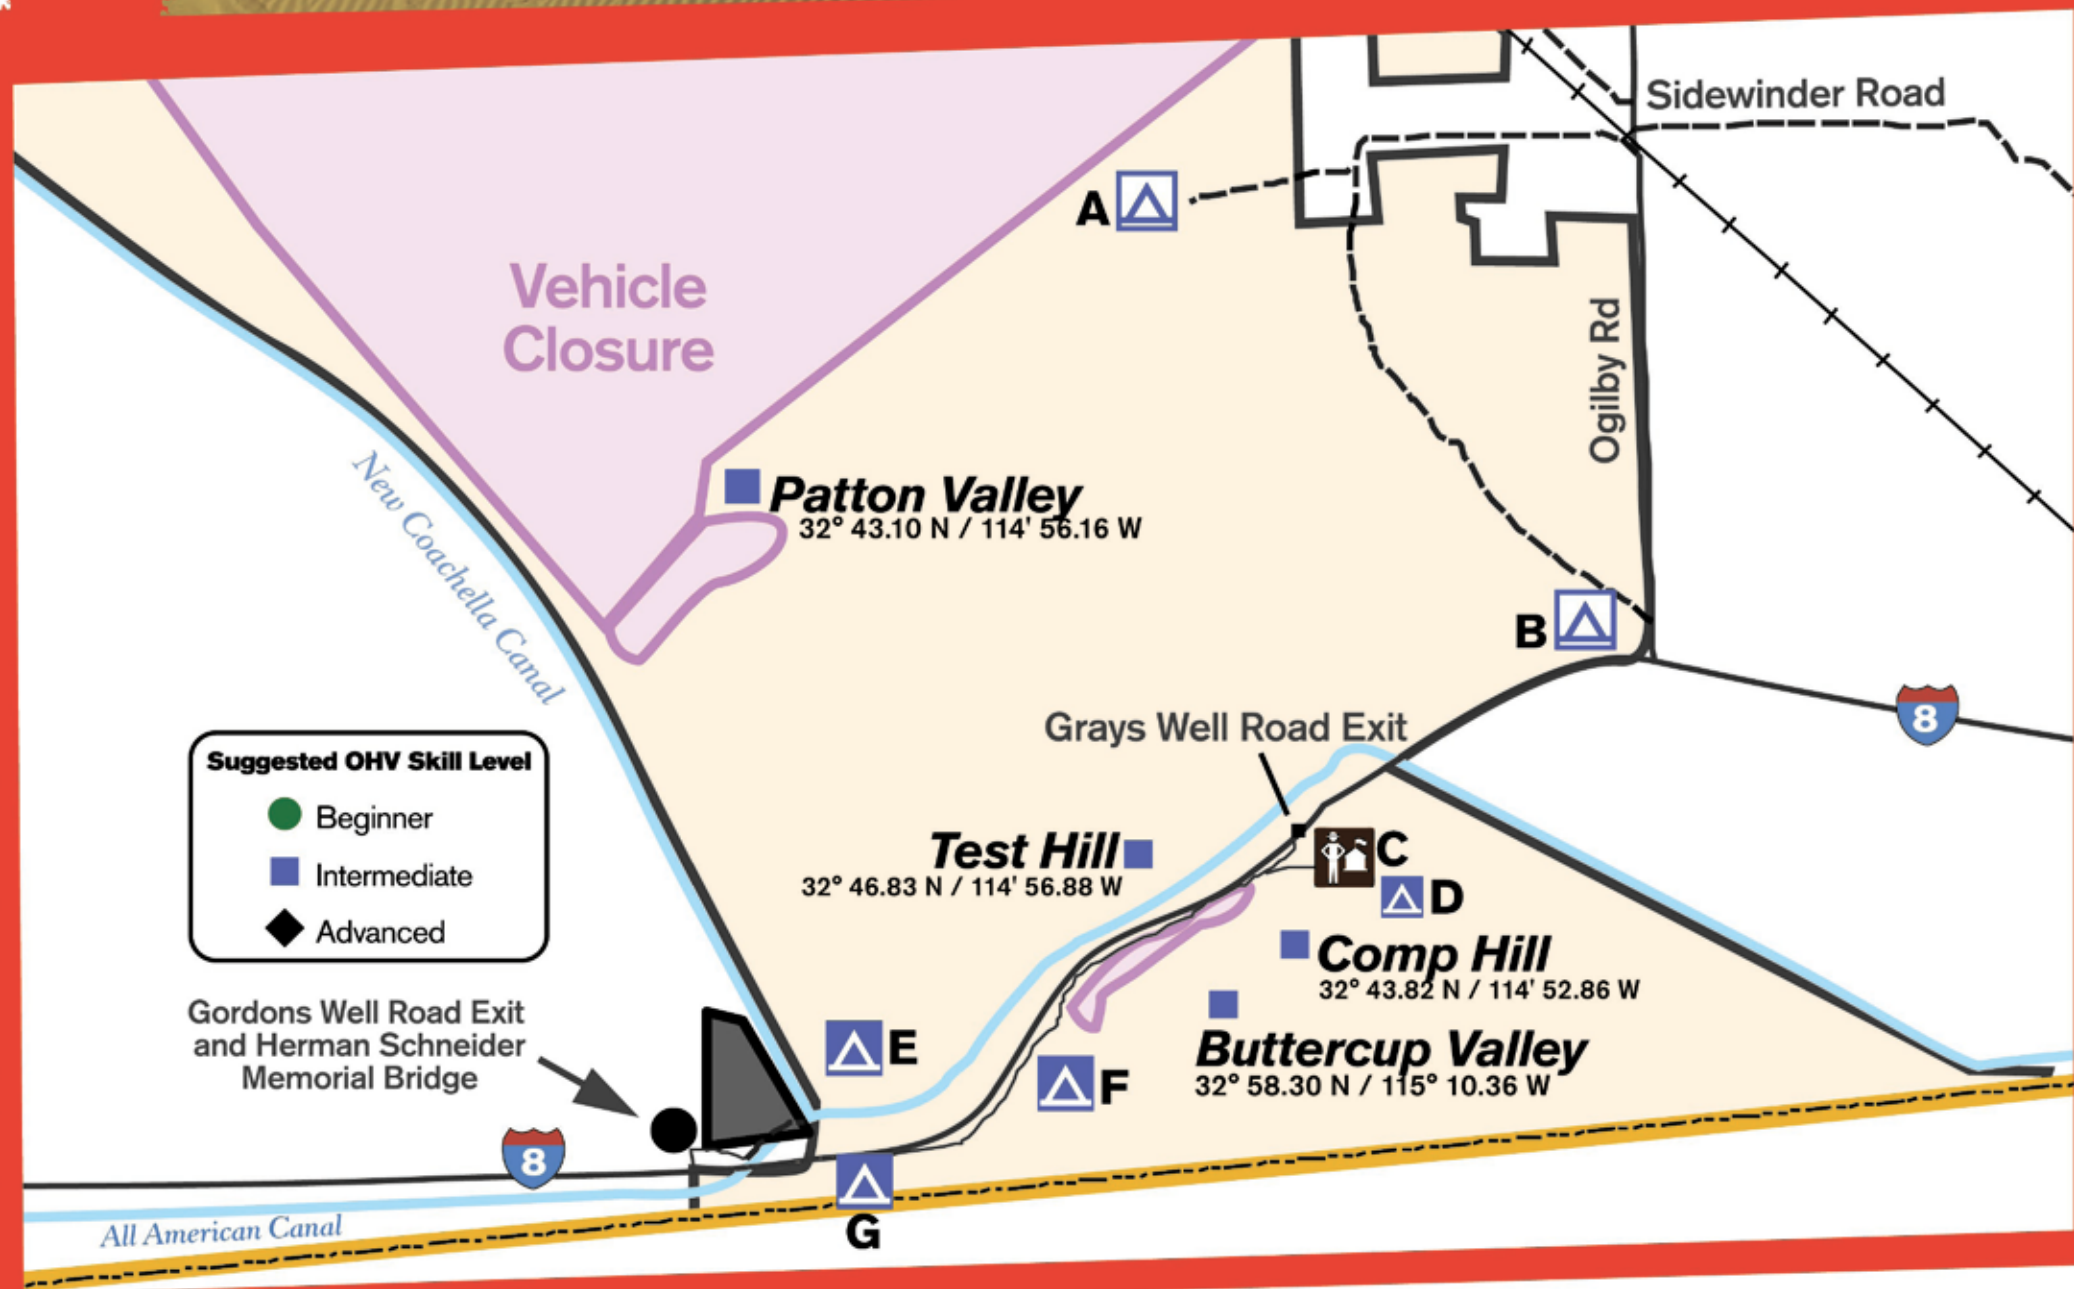 Sidewinder Road
A
Vehicle
Closure
Ogilby Rd
Patton Valley
32° 43.10 N / 114' 56.16 W
New Coachella Canal
B
8
Grays Well Road Exit
Suggested OHV Skill Level
Beginner
Intermediate
Advanced
Test Hill
32° 46.83 N / 114' 56.88 W
C
D
Comp Hill
32° 43.82 N / 114' 52.86 W
Gordons Well Road Exit
and Herman Schneider
Memorial Bridge
E
F
Buttercup Valley
32° 58.30 N / 115° 10.36 W
8
All American Canal
G